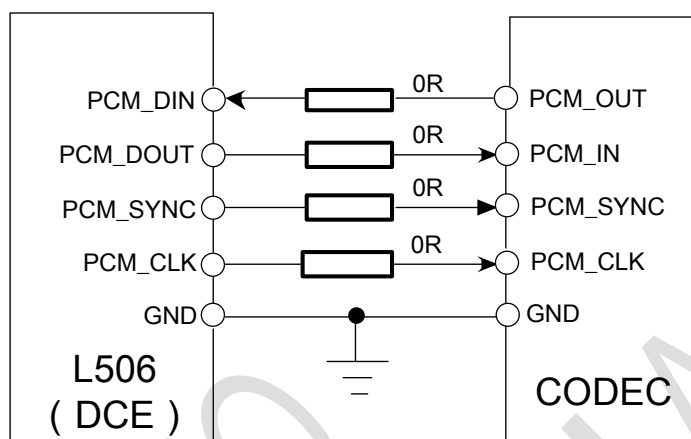 0R
PCM_DIN PCM_OUT
0R
PCM_DOUT PCM_IN
0R
PCM_SYNC PCM_SYNC
0R
PCM_CLK PCM_CLK
GND GND
L506
( DCE )
CODEC